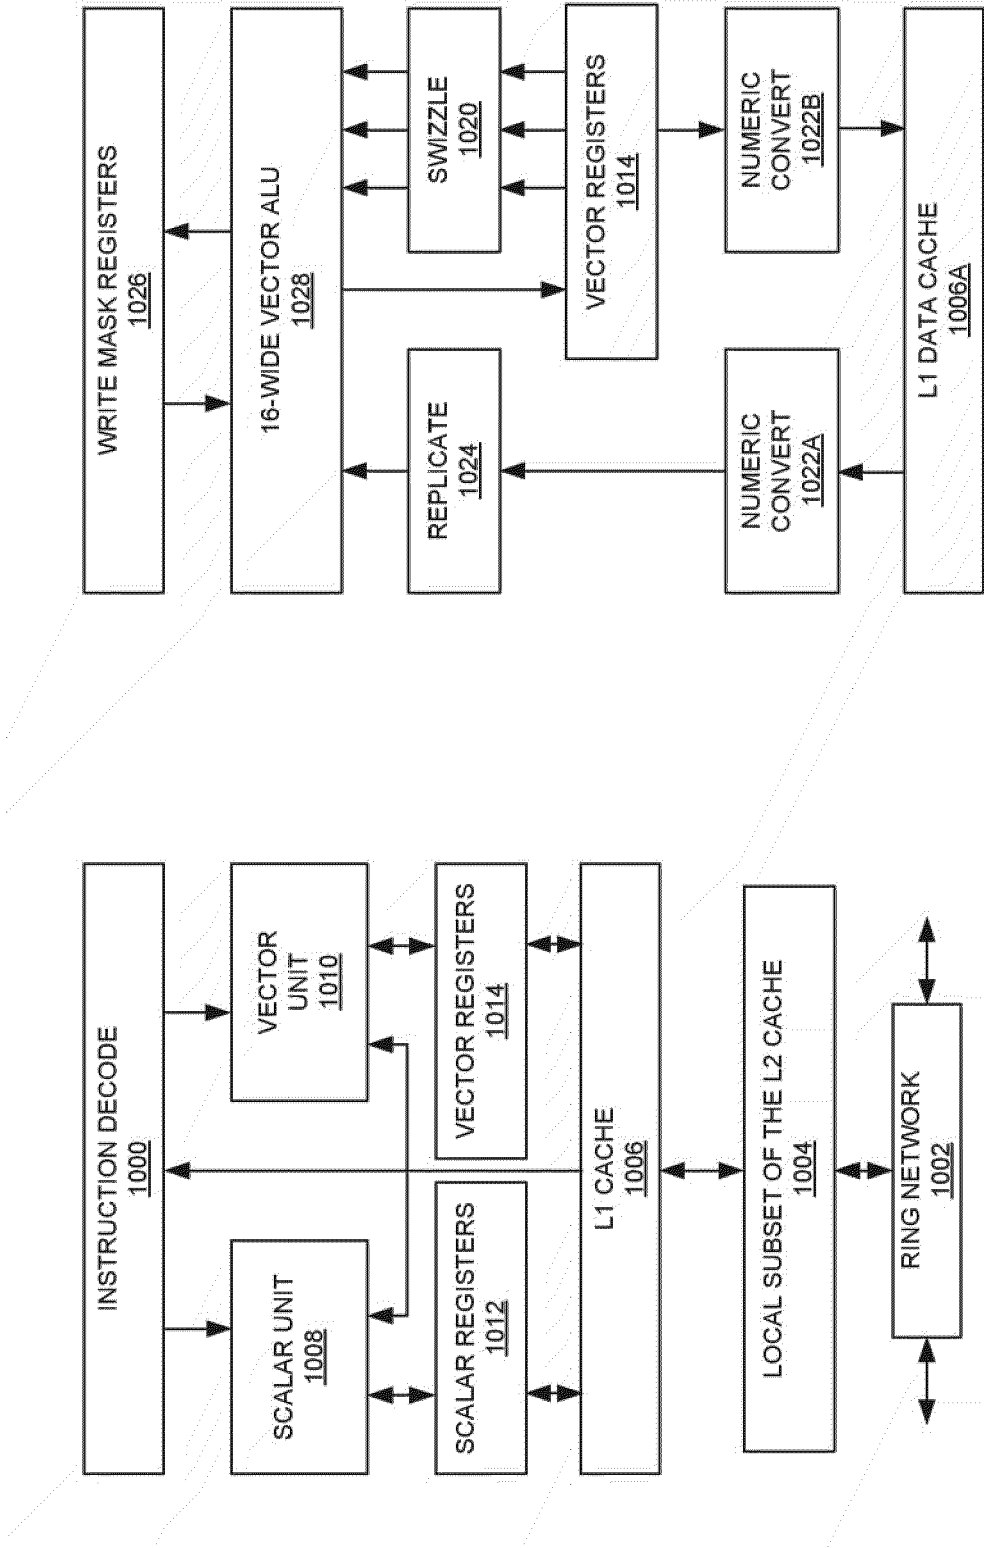 INSTRUCTION DECODE
1000
SCALAR UNIT
1008
VECTOR
UNIT
1010
SCALAR REGISTERS
1012
VECTOR REGISTERS
1014
L1 CACHE
1006
LOCAL SUBSET OF THE L2 CACHE
1004
RING NETWORK
1002
WRITE MASK REGISTERS
1026
16-WIDE VECTOR ALU
1028
REPLICATE
1024
SWIZZLE
1020
VECTOR REGISTERS
1014
NUMERIC
CONVERT
1022A
NUMERIC
CONVERT
1022B
L1 DATA CACHE
1006A